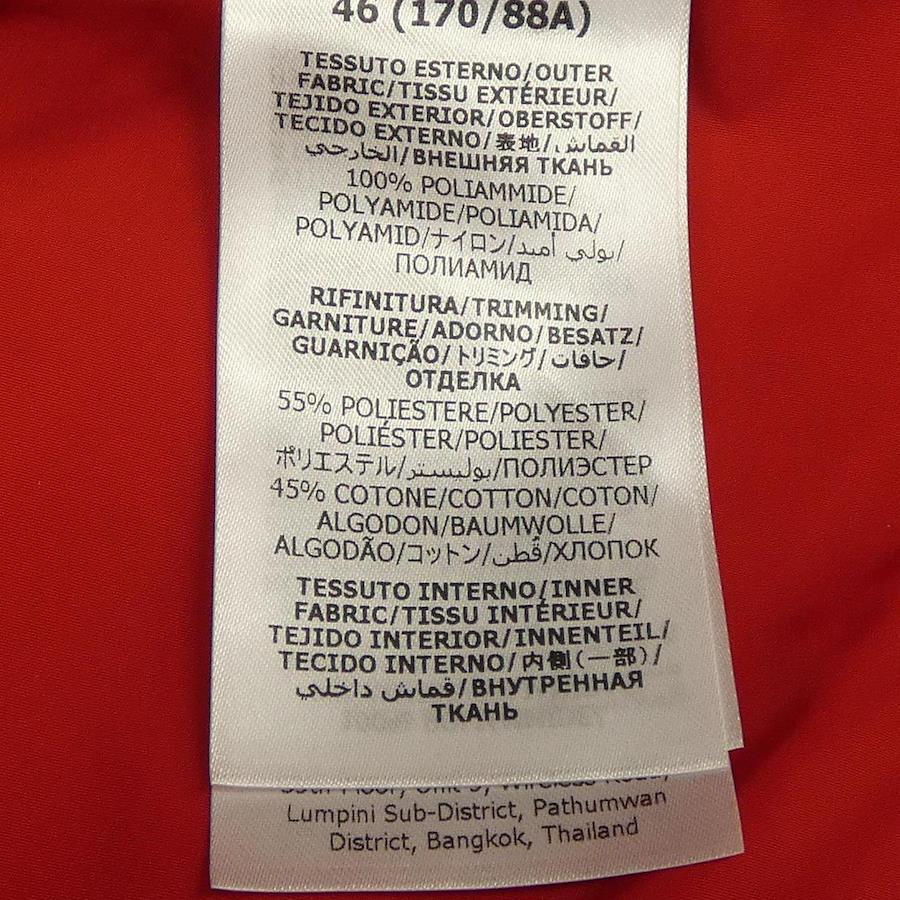 46 (170/88A)
TESSUTO ESTERNO/OUTER
FABRIC/TISSU EXTÉRIEUR/
TEJIDO EXTERIOR/OBERSTOFF/
TECIDO EXTERNO/表地/القماش
الخارجي/ВНЕШНЯЯ ТКАНЬ
100% POLIAMMIDE/
POLYAMIDE/POLIAMIDA/
POLYAMID/ナイロン/بولي أميد/
ПОЛИАМИД
RIFINITURA/TRIMMING/
GARNITURE/ADORNO/BESATZ/
GUARNIÇÃO/トリミング/حافات/
ОТДЕЛКА
55% POLIESTERE/POLYESTER/
POLIÉSTER/POLIESTER/
ポリエステル/بوليستر/ПОЛИЭСТЕР
45% COTONE/COTTON/COTON/
ALGODON/BAUMWOLLE/
ALGODÃO/コットン/قُطن/ХЛОПОК
TESSUTO INTERNO/INNER
FABRIC/TISSU INTÉRIEUR/
TEJIDO INTERIOR/INNENTEIL/
TECIDO INTERNO/内側(一部)/
قماش داخلي/ВНУТРЕННАЯ
ТКАНЬ
Lumpini Sub-District, Pathumwan
District, Bangkok, Thailand